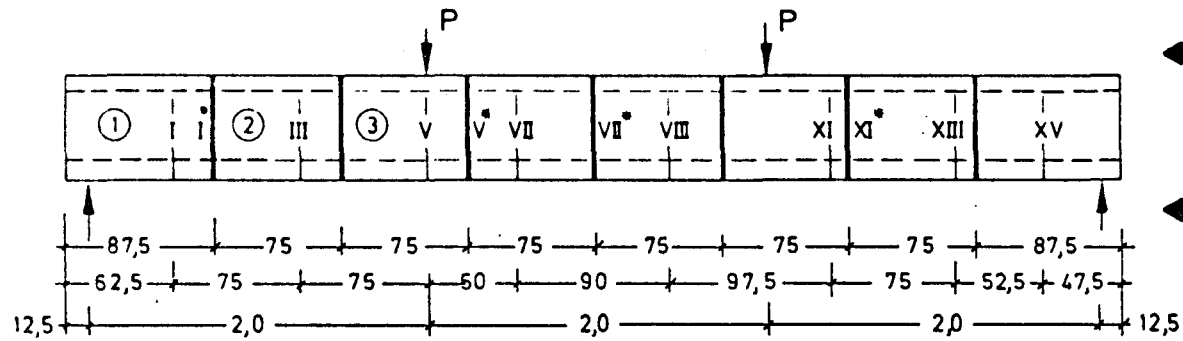 P P
① I I* ② III ③ V V* VII VII* VIII XI XI* XIII XV
87,5 75 75 75 75 75 75 87,5
62,5 75 75 50 90 97,5 75 52,5 47,5
12,5 2,0 2,0 2,0 12,5